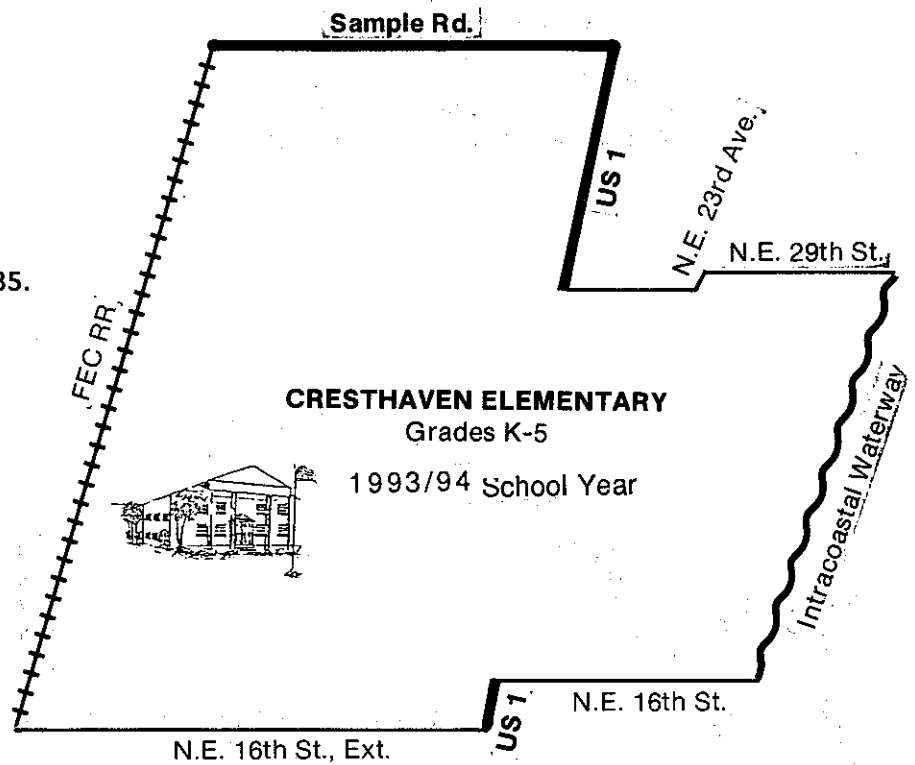 Sample Rd.
US 1
N.E. 23rd Ave.
N.E. 29th St.
35.
FEC RR
CRESTHAVEN ELEMENTARY
Grades K-5
1993/94 School Year
Intracoastal Waterway
N.E. 16th St.
US 1
N.E. 16th St., Ext.